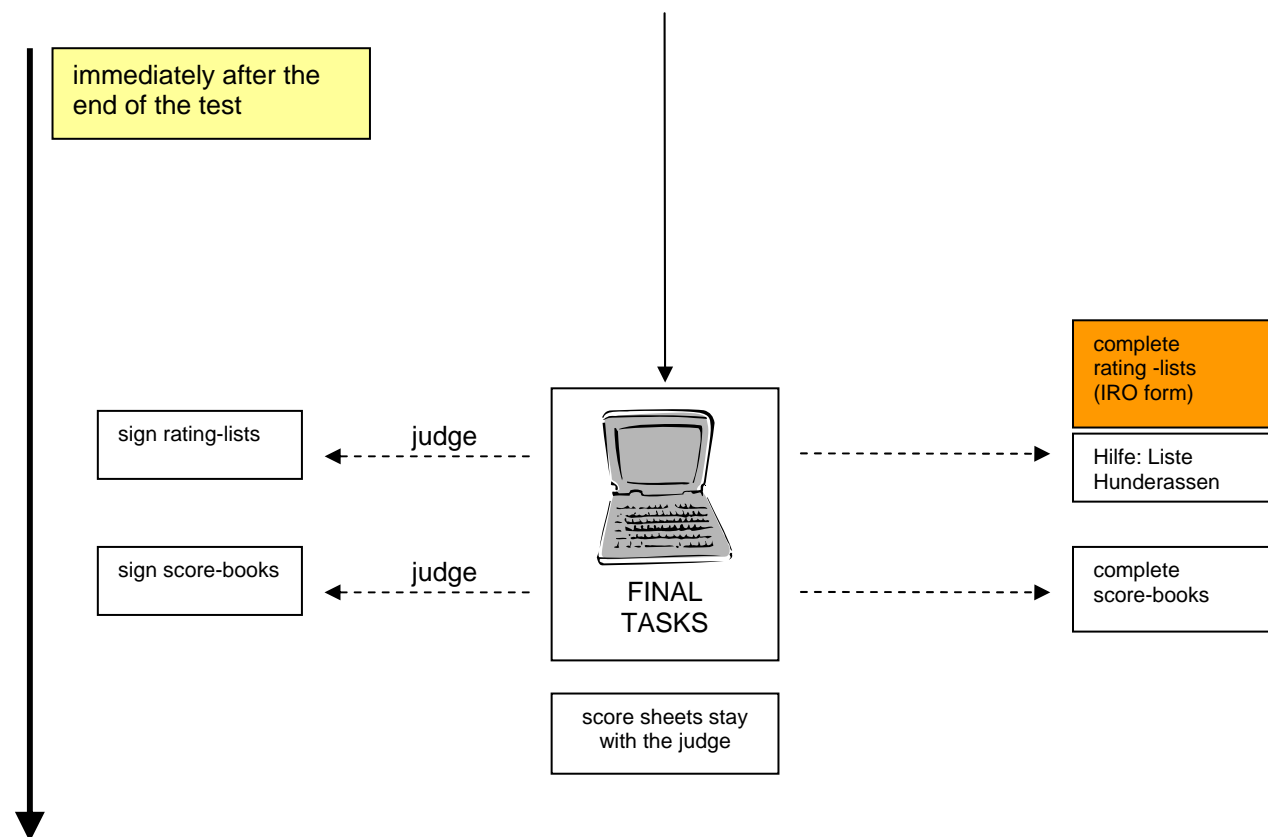 immediately after the
end of the test
complete
rating -lists
(IRO form)
sign rating-lists
judge
Hilfe: Liste
Hunderassen
sign score-books
judge
FINAL
TASKS
complete
score-books
score sheets stay
with the judge